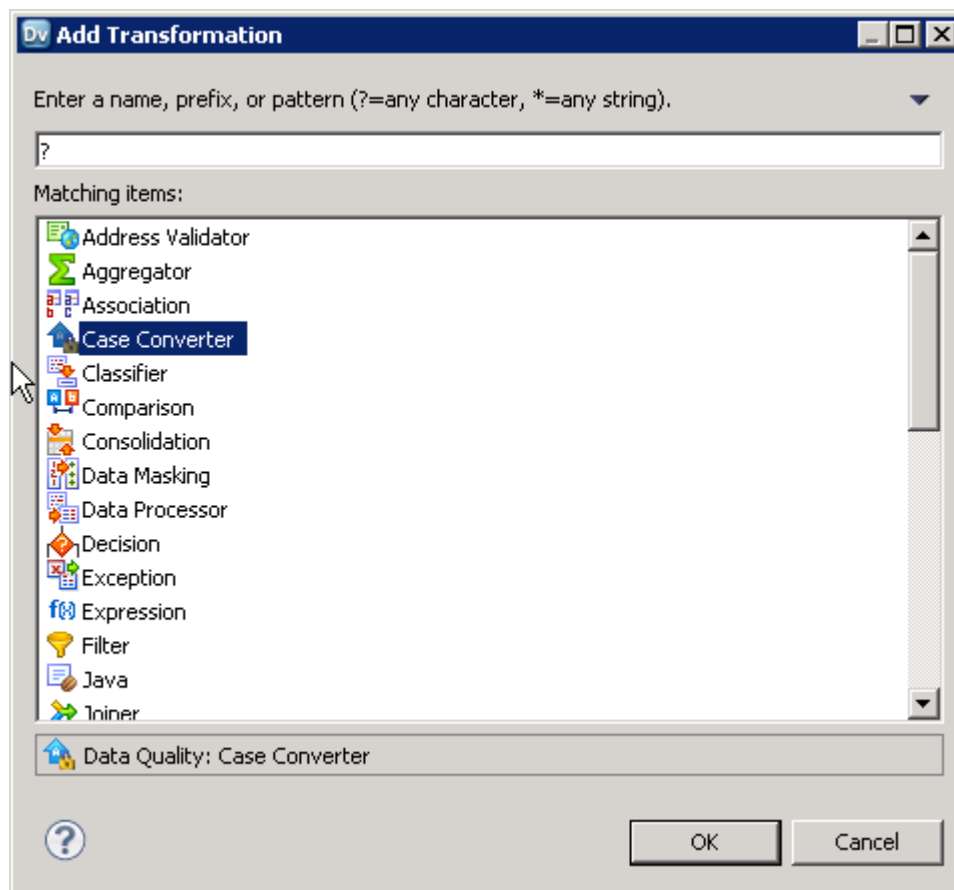 Dv Add Transformation
Enter a name, prefix, or pattern (?=any character, *=any string).
?
Matching items:
Address Validator
Aggregator
Association
Case Converter
Classifier
Comparison
Consolidation
Data Masking
Data Processor
Decision
Exception
f(x) Expression
Filter
Java
Joiner
Data Quality: Case Converter
?
OK
Cancel